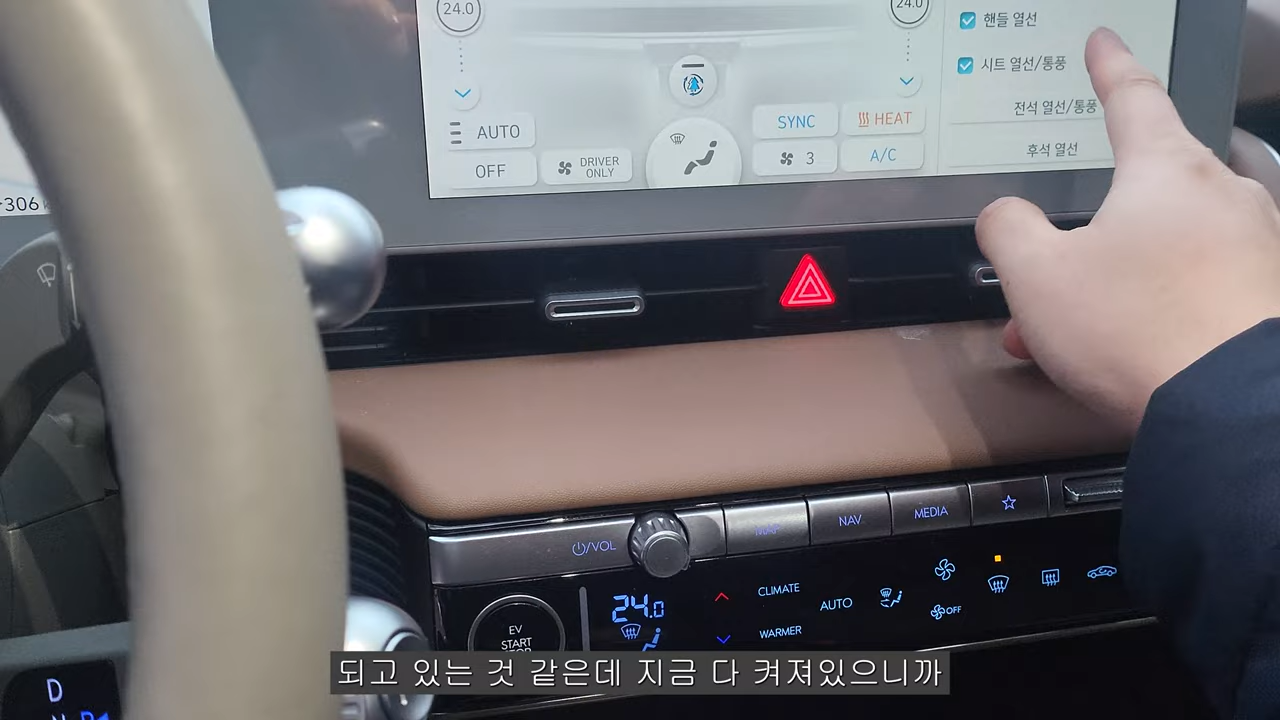 24.0
24.0
핸들 열선
시트 열선/통풍
전석 열선/통풍
후석 열선
AUTO
OFF
DRIVER
ONLY
SYNC
HEAT
3
A/C
306
⏻/VOL
NAV
MEDIA
☆
EV
START
24.0
CLIMATE
WARMER
AUTO
OFF
D
되고 있는 것 같은데 지금 다 켜져있으니까